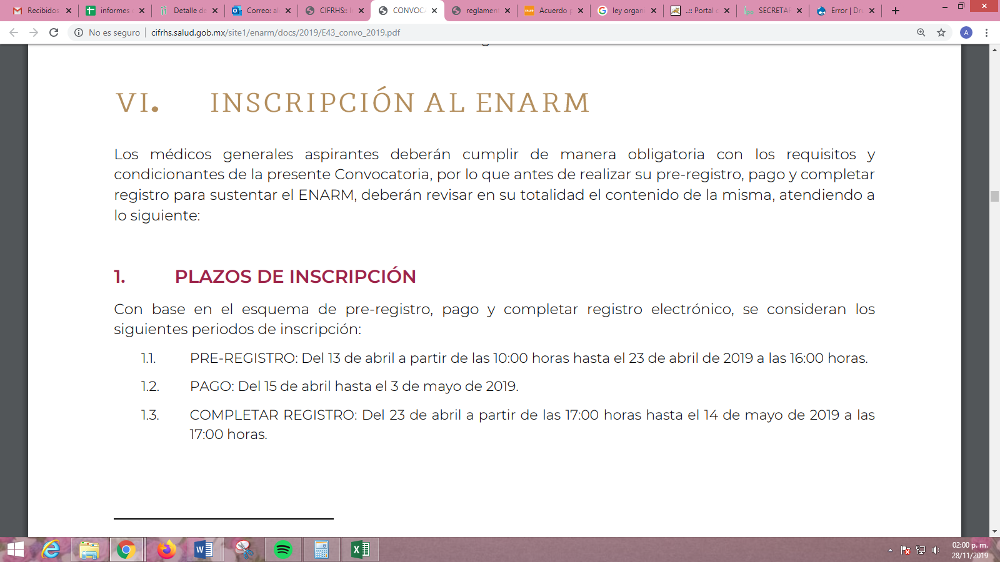 Recibidos
informes
Detalle de
Correo: al
CIFRHS:: I
CONVOCA
reglament
Acuerdo p
ley organi
..:: Portal d
SECRETAR
Error | Dru
No es seguro
cifrhs.salud.gob.mx/site1/enarm/docs/2019/E43_convo_2019.pdf
A
VI. INSCRIPCIÓN AL ENARM
Los médicos generales aspirantes deberán cumplir de manera obligatoria con los requisitos y
condicionantes de la presente Convocatoria, por lo que antes de realizar su pre-registro, pago y completar
registro para sustentar el ENARM, deberán revisar en su totalidad el contenido de la misma, atendiendo a
lo siguiente:
1. PLAZOS DE INSCRIPCIÓN
Con base en el esquema de pre-registro, pago y completar registro electrónico, se consideran los
siguientes periodos de inscripción:
1.1. PRE-REGISTRO: Del 13 de abril a partir de las 10:00 horas hasta el 23 de abril de 2019 a las 16:00 horas.
1.2. PAGO: Del 15 de abril hasta el 3 de mayo de 2019.
1.3. COMPLETAR REGISTRO: Del 23 de abril a partir de las 17:00 horas hasta el 14 de mayo de 2019 a las
17:00 horas.
02:00 p. m.
28/11/2019